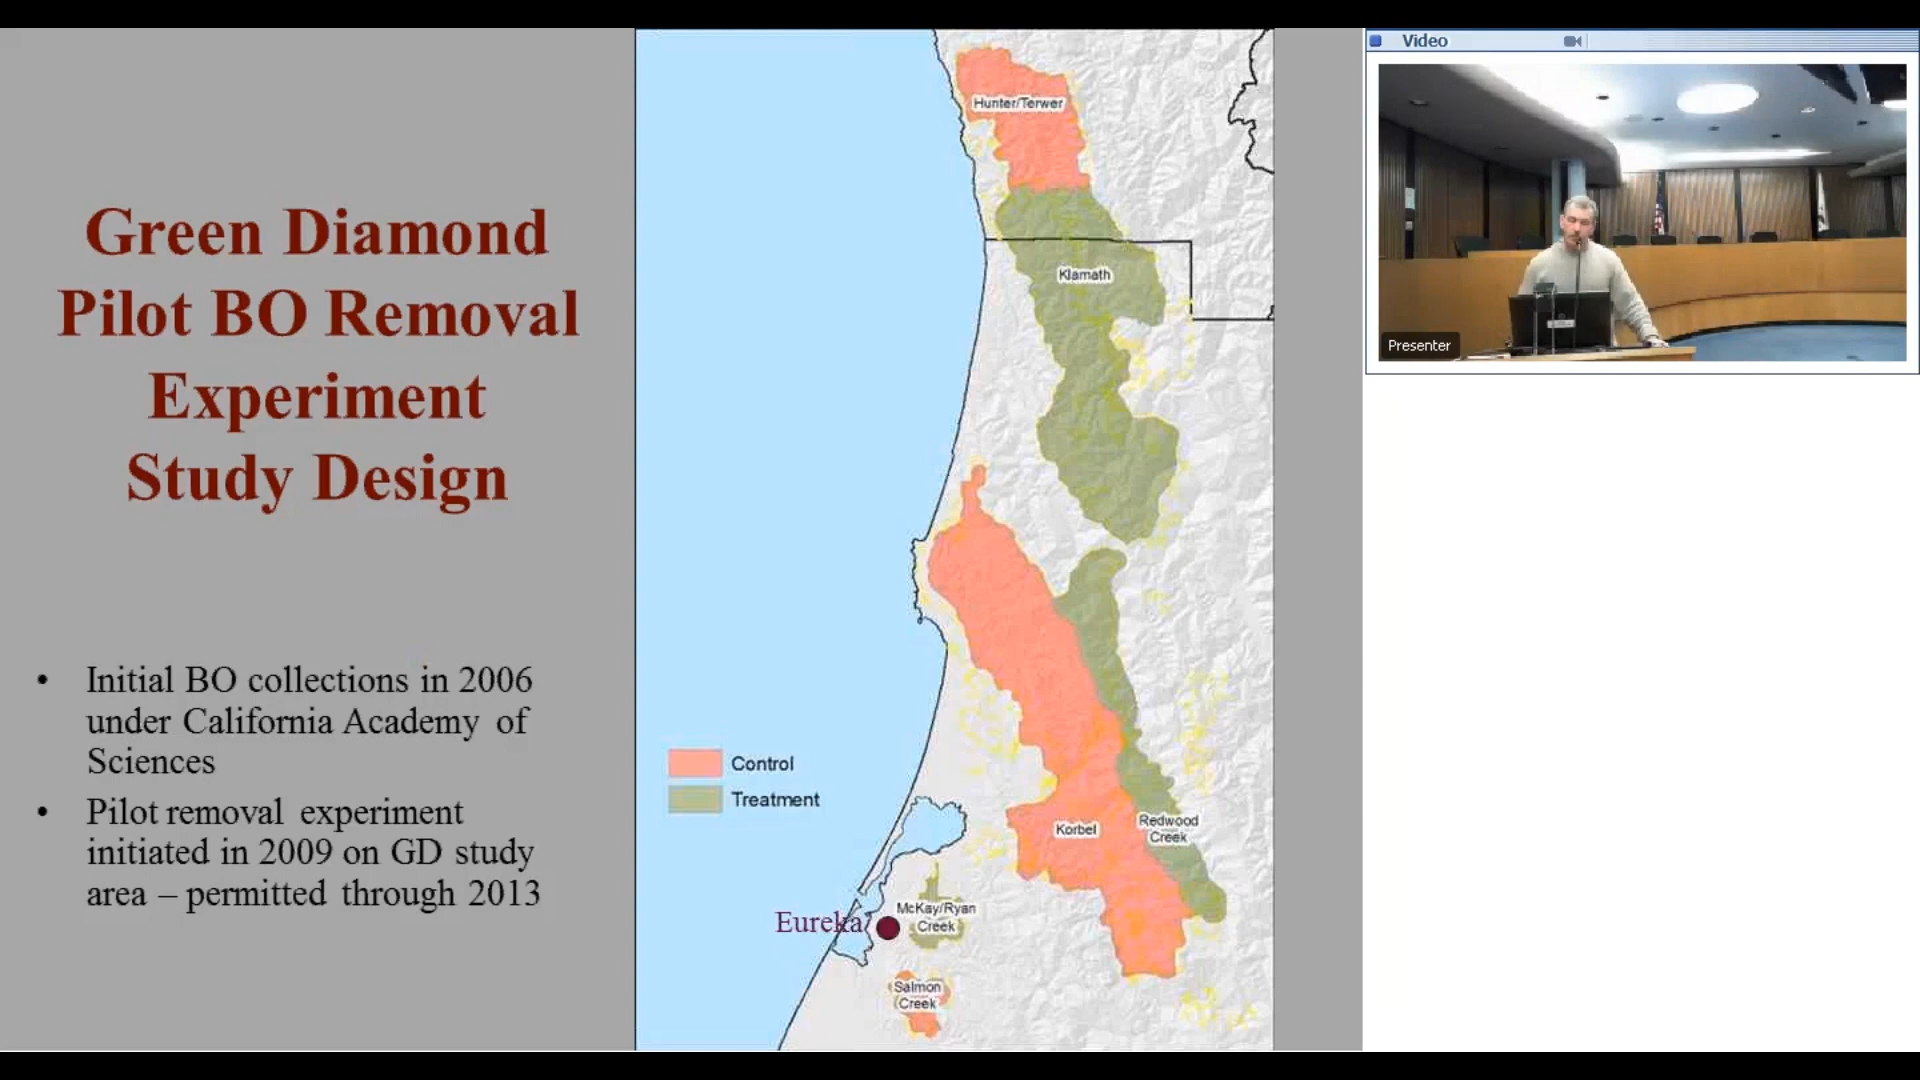 Green Diamond
Pilot BO Removal
Experiment
Study Design
• Initial BO collections in 2006
under California Academy of
Sciences
• Pilot removal experiment
initiated in 2009 on GD study
area – permitted through 2013
Hunter/Terwer
Klamath
Control
Treatment
Korbel
Redwood
Creek
Eureka
McKay/Ryan
Creek
Salmon
Creek
Video
Presenter